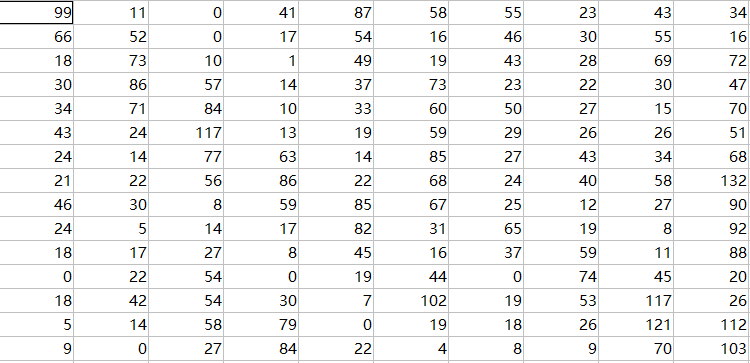 99 11 0 41 87 58 55 23 43 34
66 52 0 17 54 16 46 30 55 16
18 73 10 1 49 19 43 28 69 72
30 86 57 14 37 73 23 22 30 47
34 71 84 10 33 60 50 27 15 70
43 24 117 13 19 59 29 26 26 51
24 14 77 63 14 85 27 43 34 68
21 22 56 86 22 68 24 40 58 132
46 30 8 59 85 67 25 12 27 90
24 5 14 17 82 31 65 19 8 92
18 17 27 8 45 16 37 59 11 88
0 22 54 0 19 44 0 74 45 20
18 42 54 30 7 102 19 53 117 26
5 14 58 79 0 19 18 26 121 112
9 0 27 84 22 4 8 9 70 103